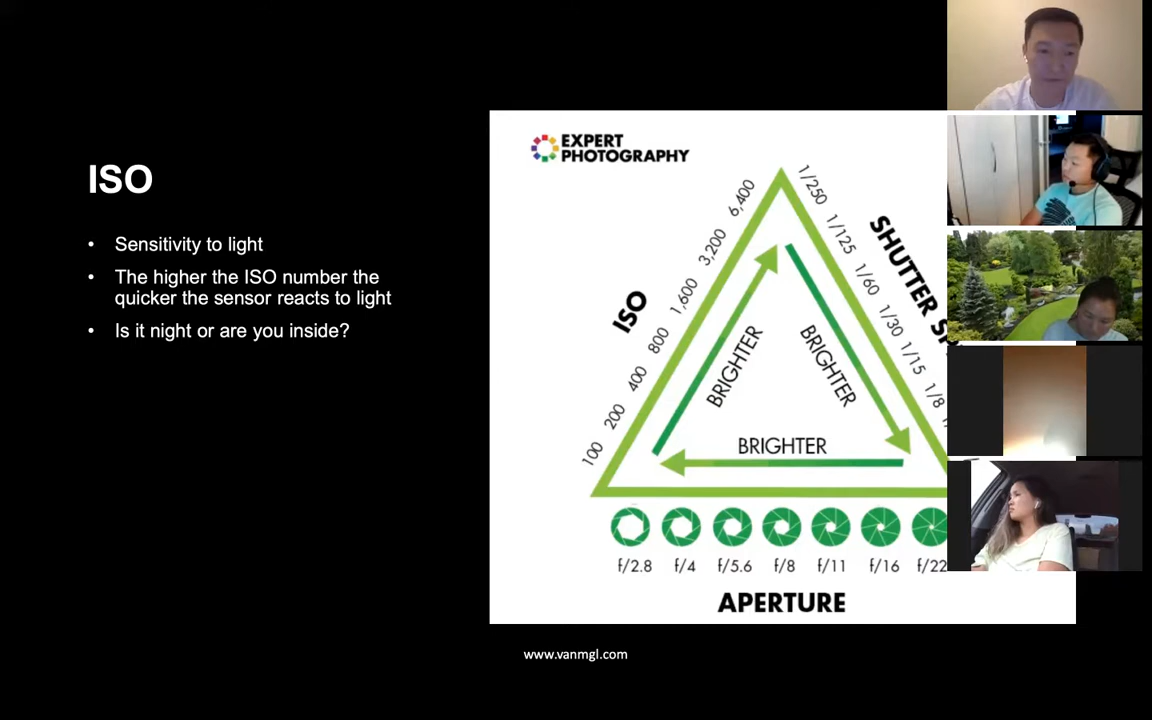 ISO
• Sensitivity to light
• The higher the ISO number the
quicker the sensor reacts to light
• Is it night or are you inside?
EXPERT
PHOTOGRAPHY
ISO
100 200 400 800 1,600 3,200 6,400
1/250 1/125 1/60 1/30 1/15 1/8
SHUTTER
BRIGHTER
BRIGHTER
BRIGHTER
f/2.8 f/4 f/5.6 f/8 f/11 f/16 f/22
APERTURE
www.vanmgl.com